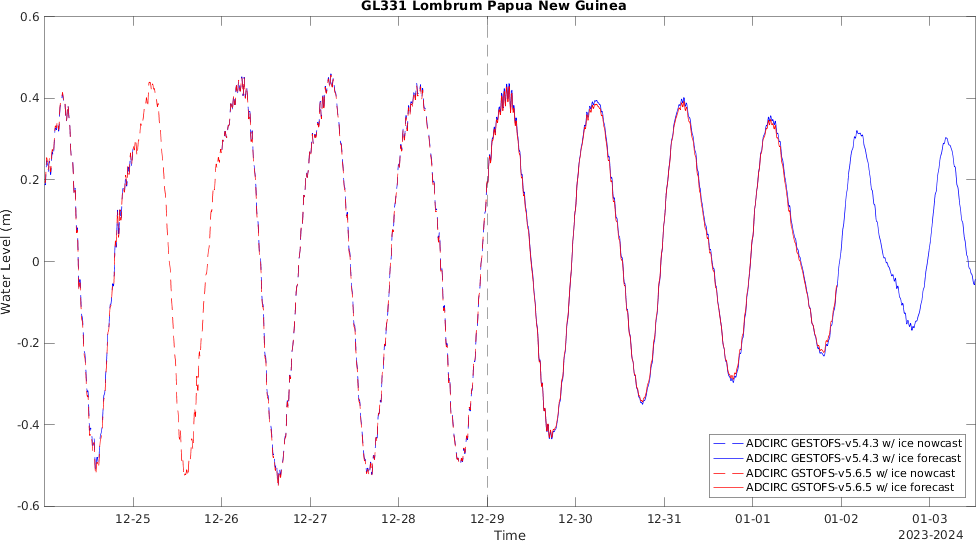 GL331 Lombrum Papua New Guinea
0.6
0.4
0.2
0
-0.2
-0.4
-0.6
Water Level (m)
ADCIRC GESTOFS-v5.4.3 w/ ice nowcast
ADCIRC GESTOFS-v5.4.3 w/ ice forecast
ADCIRC GSTOFS-v5.6.5 w/ ice nowcast
ADCIRC GSTOFS-v5.6.5 w/ ice forecast
12-25 12-26 12-27 12-28 12-29 12-30 12-31 01-01 01-02 01-03
Time
2023-2024